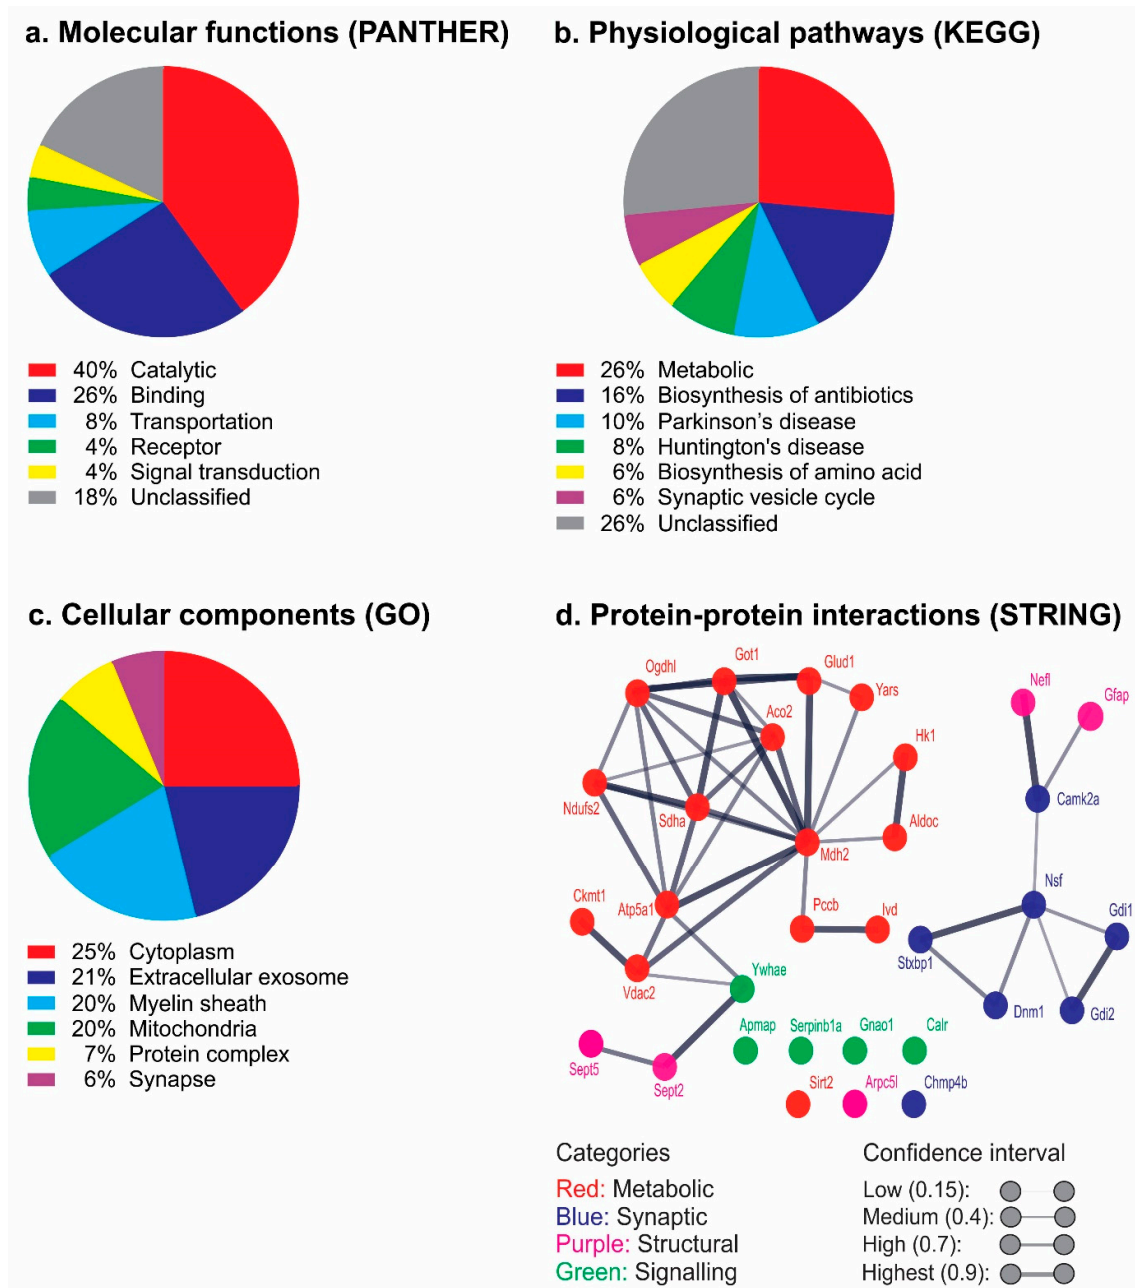 a. Molecular functions (PANTHER)
40% Catalytic
26% Binding
8% Transportation
4% Receptor
4% Signal transduction
18% Unclassified
b. Physiological pathways (KEGG)
26% Metabolic
16% Biosynthesis of antibiotics
10% Parkinson’s disease
8% Huntington's disease
6% Biosynthesis of amino acid
6% Synaptic vesicle cycle
26% Unclassified
c. Cellular components (GO)
25% Cytoplasm
21% Extracellular exosome
20% Myelin sheath
20% Mitochondria
7% Protein complex
6% Synapse
d. Protein-protein interactions (STRING)
Ogdhl
Got1
Glud1
Yars
Aco2
Hk1
Ndufs2
Sdha
Mdh2
Aldoc
Ckmt1
Atp5a1
Pccb
Ivd
Vdac2
Ywhae
Sept5
Sept2
Nefl
Gfap
Camk2a
Nsf
Stxbp1
Gdi1
Dnm1
Gdi2
Apmap
Serpinb1a
Gnao1
Calr
Sirt2
Arpc5l
Chmp4b
Categories
Red: Metabolic
Blue: Synaptic
Purple: Structural
Green: Signalling
Confidence interval
Low (0.15):
Medium (0.4):
High (0.7):
Highest (0.9):